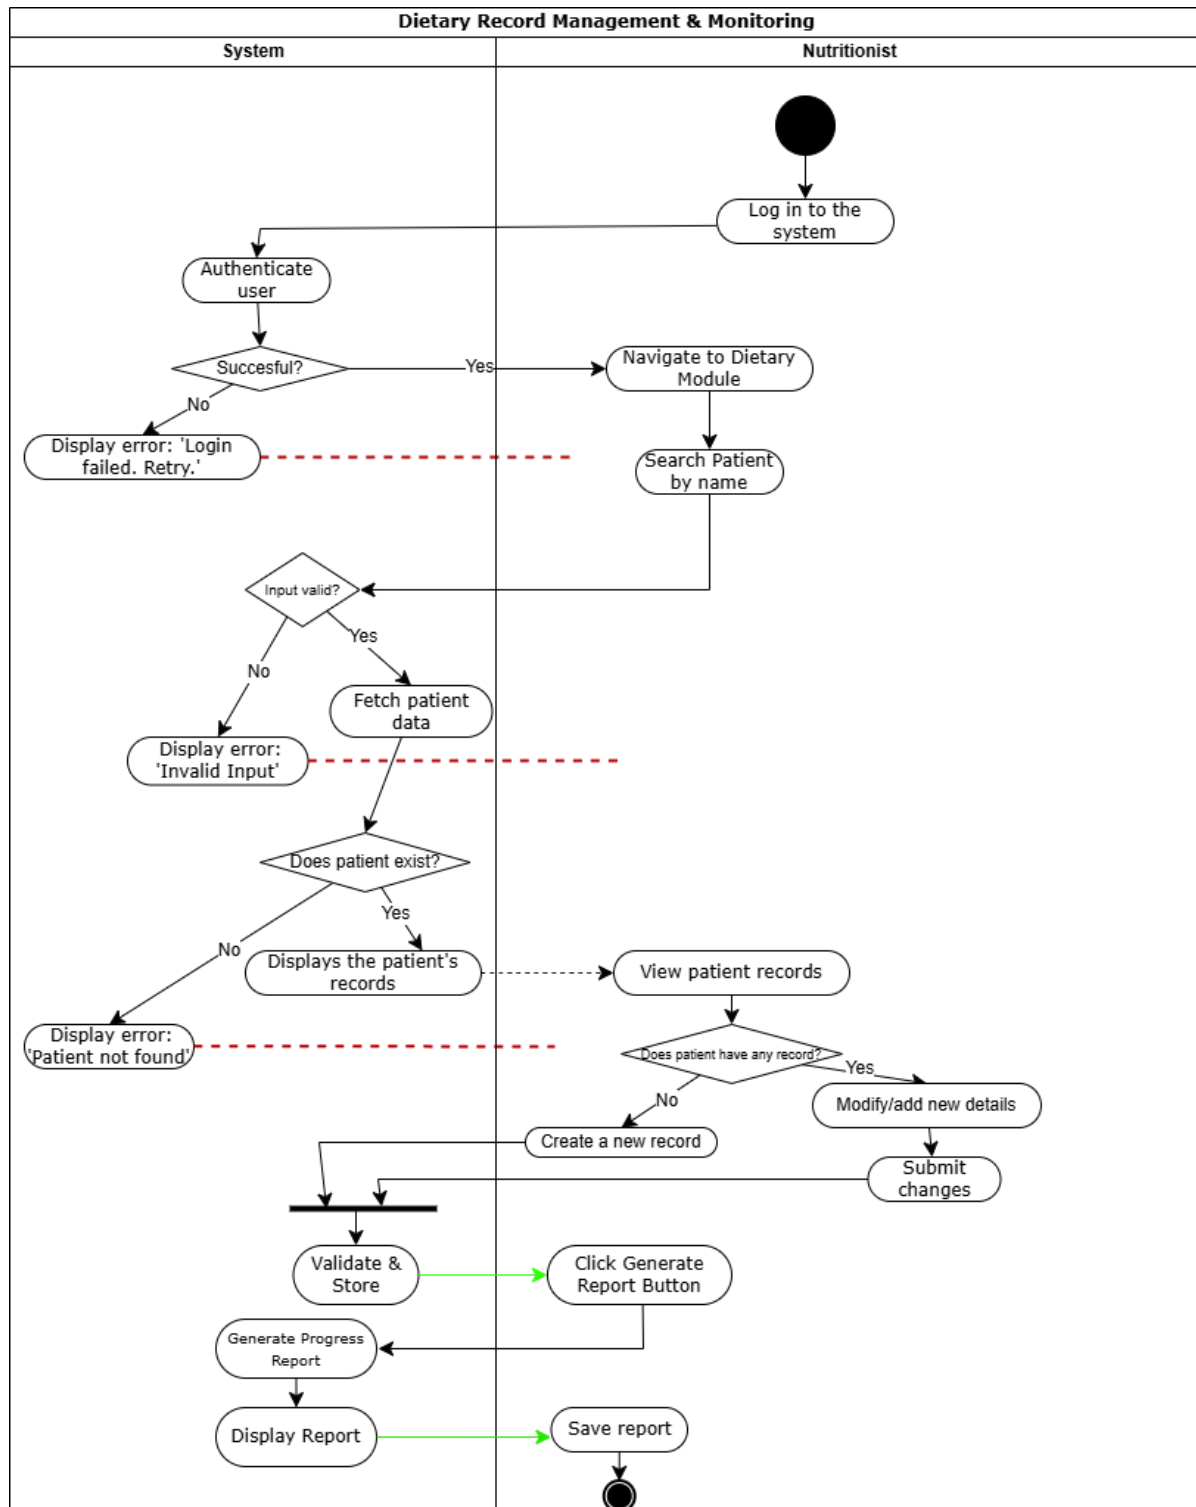 Dietary Record Management & Monitoring
System
Nutritionist
Log in to the
system
Authenticate
user
Succesful?
Yes
Navigate to Dietary
Module
No
Display error: 'Login
failed. Retry.'
Search Patient
by name
Input valid?
Yes
No
Fetch patient
data
Display error:
'Invalid Input'
Does patient exist?
Yes
No
Displays the patient's
records
View patient records
Display error:
'Patient not found'
Does patient have any record?
Yes
No
Modify/add new details
Create a new record
Submit
changes
Validate &
Store
Click Generate
Report Button
Generate Progress
Report
Display Report
Save report